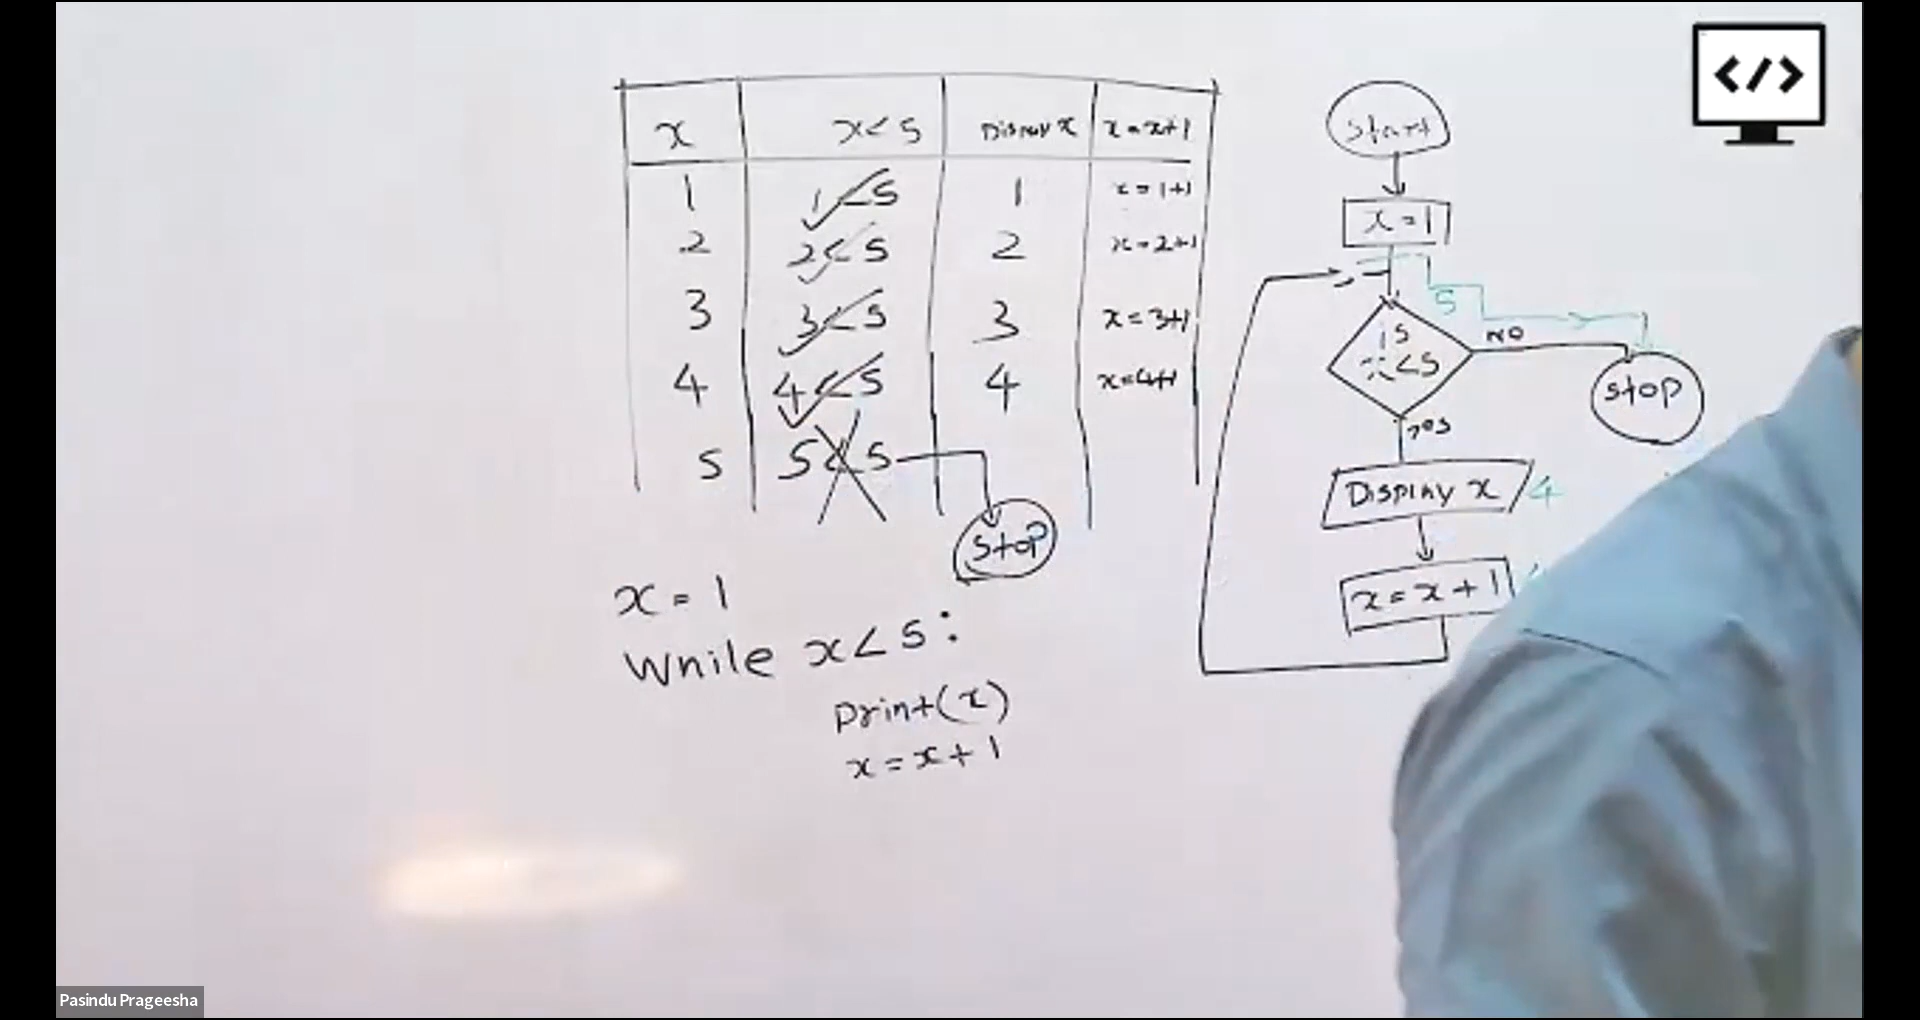 </>
x x<5 Display x x=x+1
1 1<5 1 x=1+1
2 2<5 2 x=2+1
3 3<5 3 x=3+1
4 4<5 4 x=4+1
5 5<5
Stop
x = 1
While x<5:
print(x)
x = x + 1
Start
x=1
5
is
x<5
NO
Stop
Yes
Display x 4
x = x + 1
Pasindu Prageesha